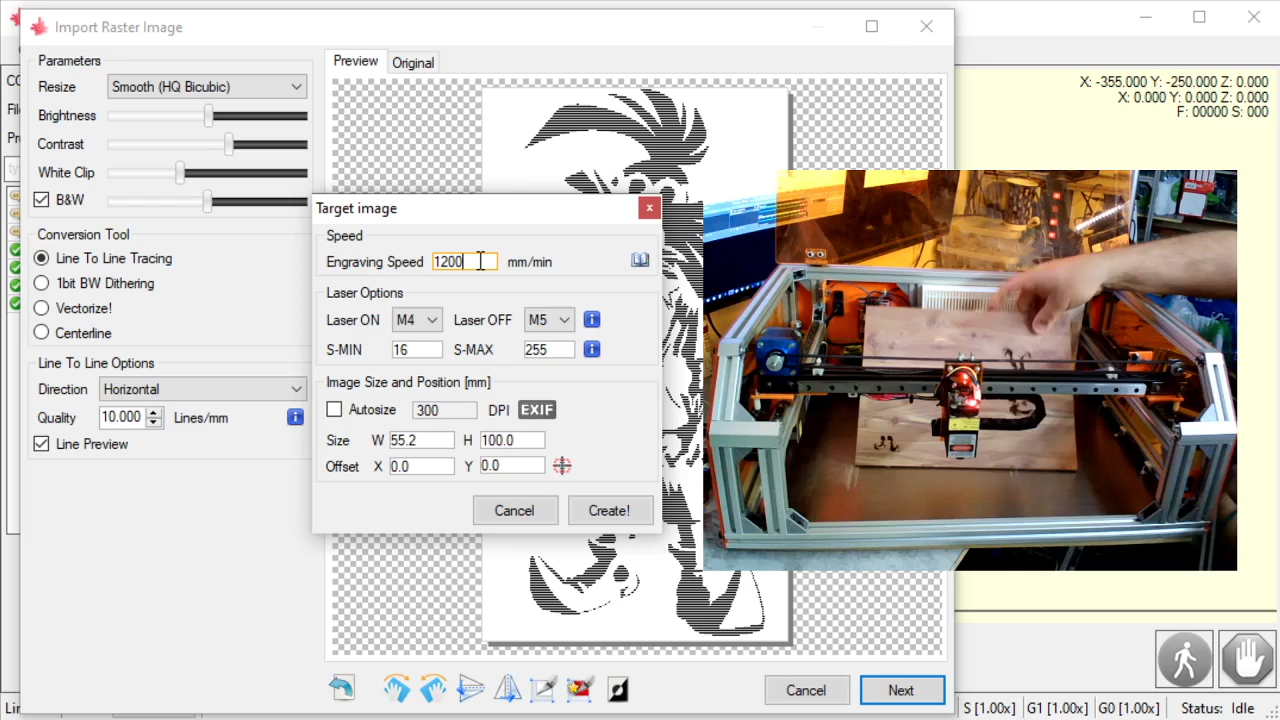 Import Raster Image
Parameters
Resize Smooth (HQ Bicubic)
Brightness
Contrast
White Clip
B&W
Conversion Tool
Line To Line Tracing
1bit BW Dithering
Vectorize!
Centerline
Line To Line Options
Direction Horizontal
Quality 10.000 Lines/mm
Line Preview
Preview Original
Target image
Speed
Engraving Speed 1200 mm/min
Laser Options
Laser ON M4 Laser OFF M5
S-MIN 16 S-MAX 255
Image Size and Position [mm]
Autosize 300 DPI EXIF
Size W 55.2 H 100.0
Offset X 0.0 Y 0.0
Cancel Create!
Cancel Next
X: -355.000 Y: -250.000 Z: 0.000
X: 0.000 Y: 0.000 Z: 0.000
F: 00000 S: 000
S [1.00x] G1 [1.00x] G0 [1.00x] Status: Idle